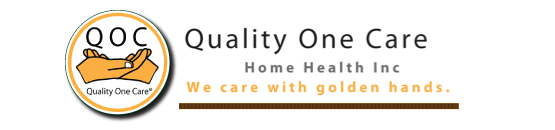 QOC
Quality One Care®
Quality One Care
Home Health Inc
We care with golden hands.